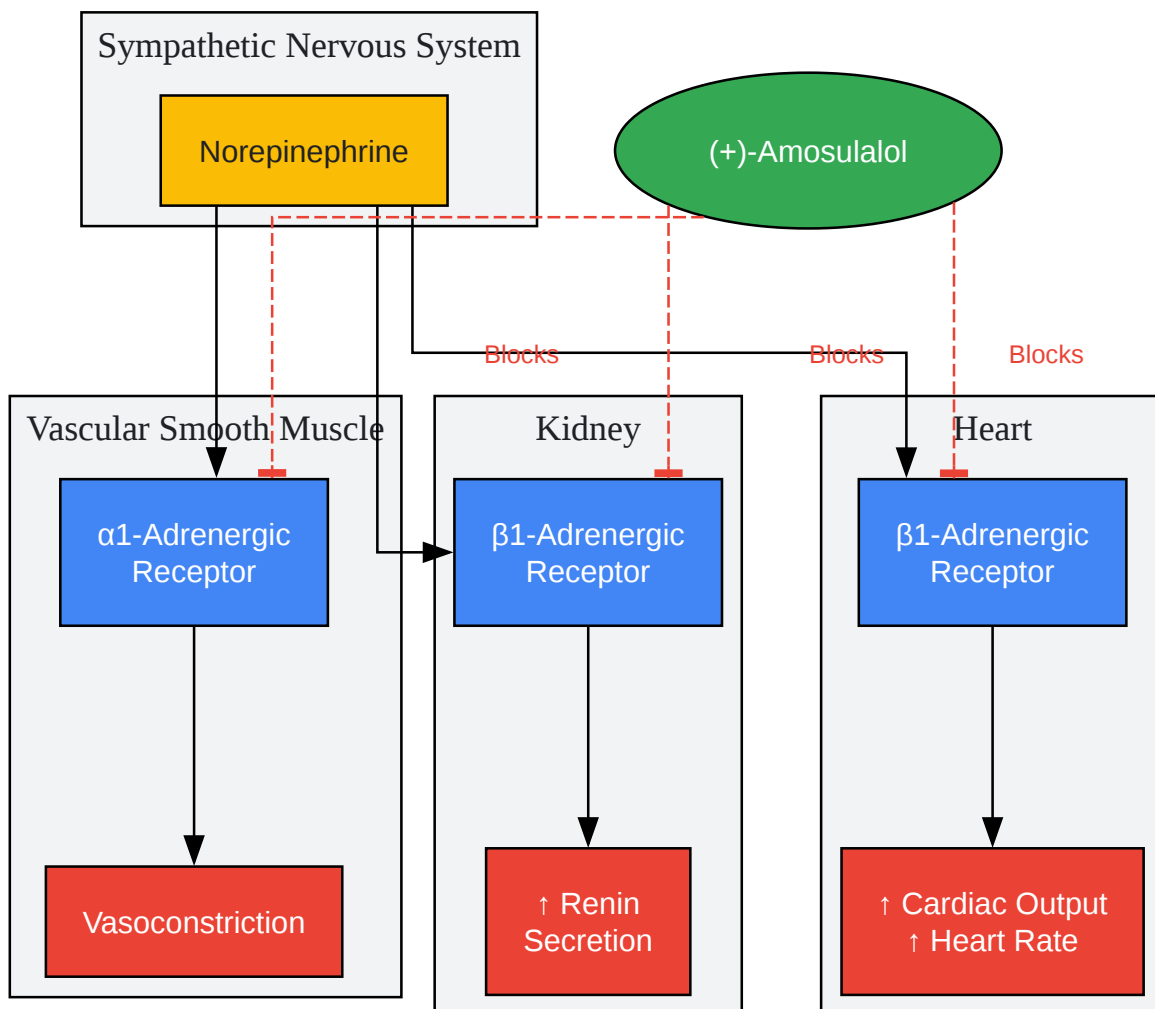 Sympathetic Nervous System
Norepinephrine
(+)-Amosulalol
Blocks
Blocks
Blocks
Vascular Smooth Muscle
Kidney
Heart
α1-Adrenergic
Receptor
β1-Adrenergic
Receptor
β1-Adrenergic
Receptor
Vasoconstriction
↑ Renin
Secretion
↑ Cardiac Output
↑ Heart Rate